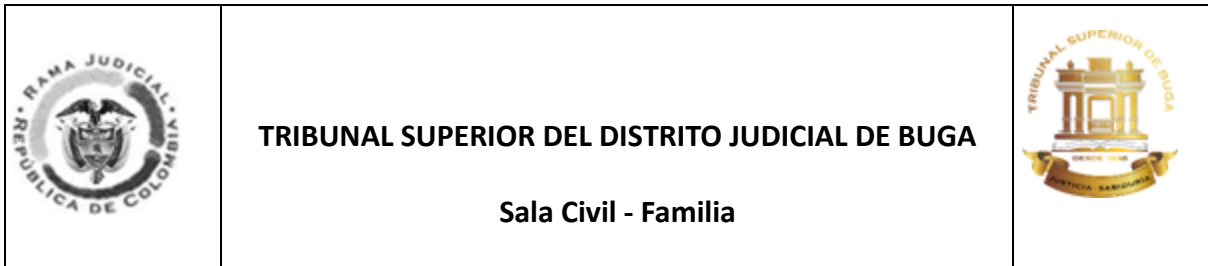 RAMA JUDICIAL
REPÚBLICA DE COLOMBIA
TRIBUNAL SUPERIOR DEL DISTRITO JUDICIAL DE BUGA
Sala Civil - Familia
TRIBUNAL SUPERIOR DE BUGA
JUSTICIA SABIDURÍA